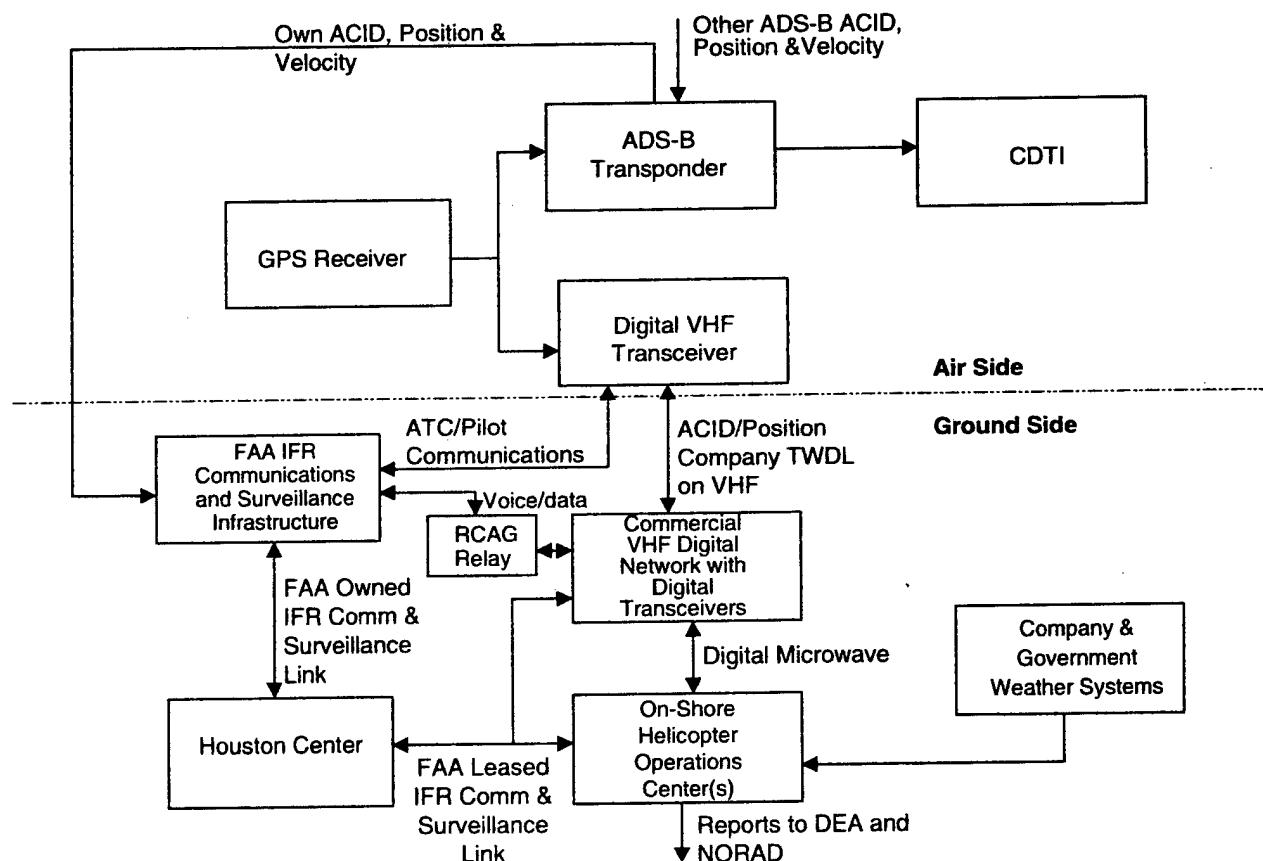 Own ACID, Position &
Velocity
Other ADS-B ACID,
Position &Velocity
ADS-B
Transponder
CDTI
GPS Receiver
Digital VHF
Transceiver
Air Side
Ground Side
FAA IFR
Communications
and Surveillance
Infrastructure
ATC/Pilot
Communications
ACID/Position
Company TWDL
on VHF
Voice/data
RCAG
Relay
Commercial
VHF Digital
Network with
Digital
Transceivers
FAA Owned
IFR Comm &
Surveillance
Link
Digital Microwave
Company &
Government
Weather Systems
Houston Center
On-Shore
Helicopter
Operations
Center(s)
FAA Leased
IFR Comm &
Surveillance
Link
Reports to DEA and
NORAD